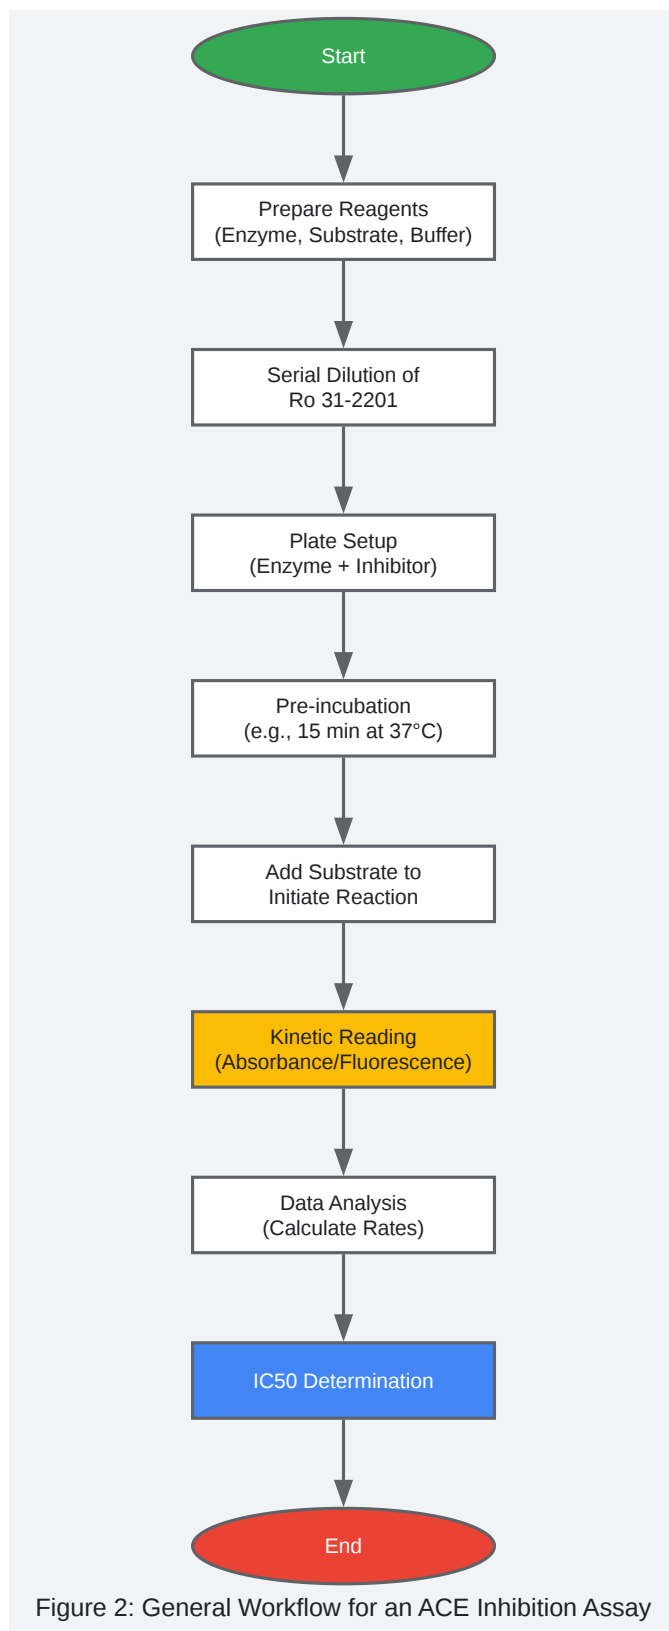 Start
Prepare Reagents
(Enzyme, Substrate, Buffer)
Serial Dilution of
Ro 31-2201
Plate Setup
(Enzyme + Inhibitor)
Pre-incubation
(e.g., 15 min at 37°C)
Add Substrate to
Initiate Reaction
Kinetic Reading
(Absorbance/Fluorescence)
Data Analysis
(Calculate Rates)
IC50 Determination
End
Figure 2: General Workflow for an ACE Inhibition Assay